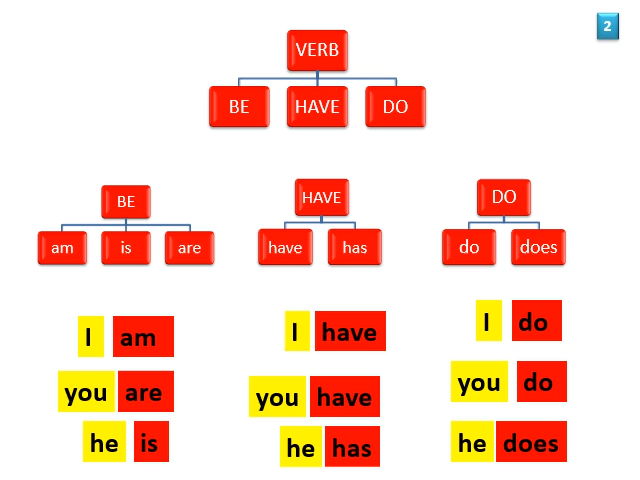 2
VERB
BE HAVE DO
BE
am is are
HAVE
have has
DO
do does
I am
you are
he is
I have
you have
he has
I do
you do
he does